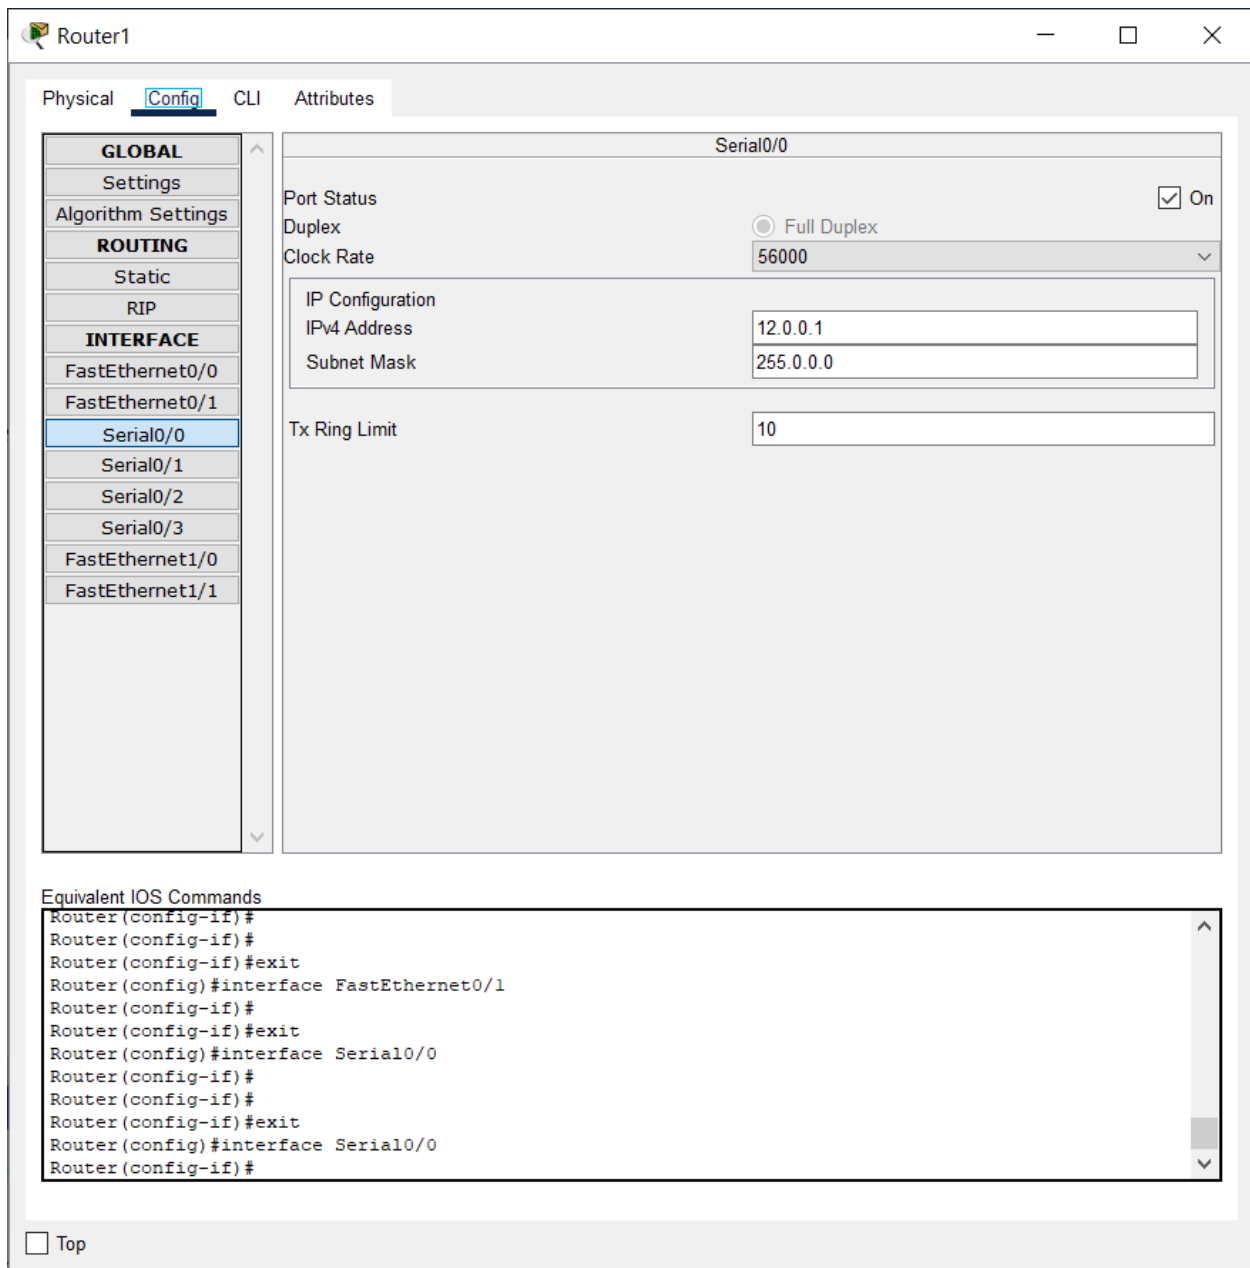 Router1
Physical Config CLI Attributes
GLOBAL
Settings
Algorithm Settings
ROUTING
Static
RIP
INTERFACE
FastEthernet0/0
FastEthernet0/1
Serial0/0
Serial0/1
Serial0/2
Serial0/3
FastEthernet1/0
FastEthernet1/1
Serial0/0
Port Status On
Duplex Full Duplex
Clock Rate 56000
IP Configuration
IPv4 Address 12.0.0.1
Subnet Mask 255.0.0.0
Tx Ring Limit 10
Equivalent IOS Commands
Router(config-if)#
Router(config-if)#
Router(config-if)#exit
Router(config)#interface FastEthernet0/1
Router(config-if)#
Router(config-if)#exit
Router(config)#interface Serial0/0
Router(config-if)#
Router(config-if)#
Router(config-if)#exit
Router(config)#interface Serial0/0
Router(config-if)#
Top